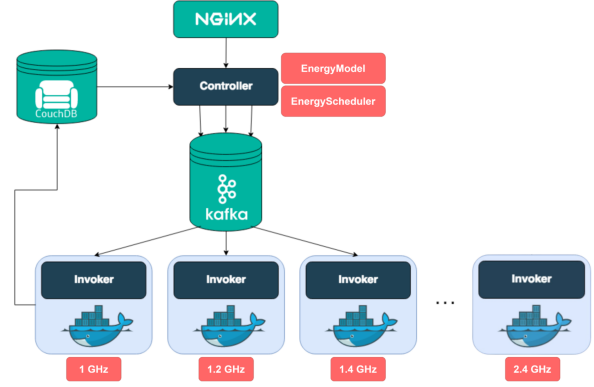 NGINX
EnergyModel
Controller
EnergyScheduler
CouchDB
kafka
Invoker
Invoker
Invoker
Invoker
...
1 GHz
1.2 GHz
1.4 GHz
2.4 GHz